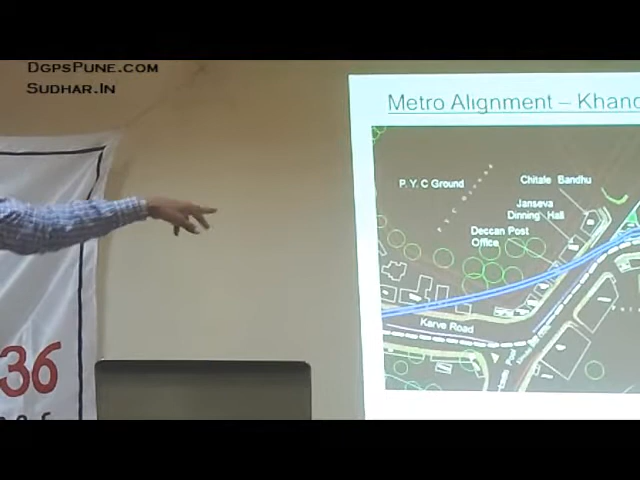 DgpsPune.com
Sudhar.In
Metro Alignment – Khand
P.Y.C Ground
Chitale Bandhu
Janseva
Dinning Hall
Deccan Post
Office
Karve Road
36